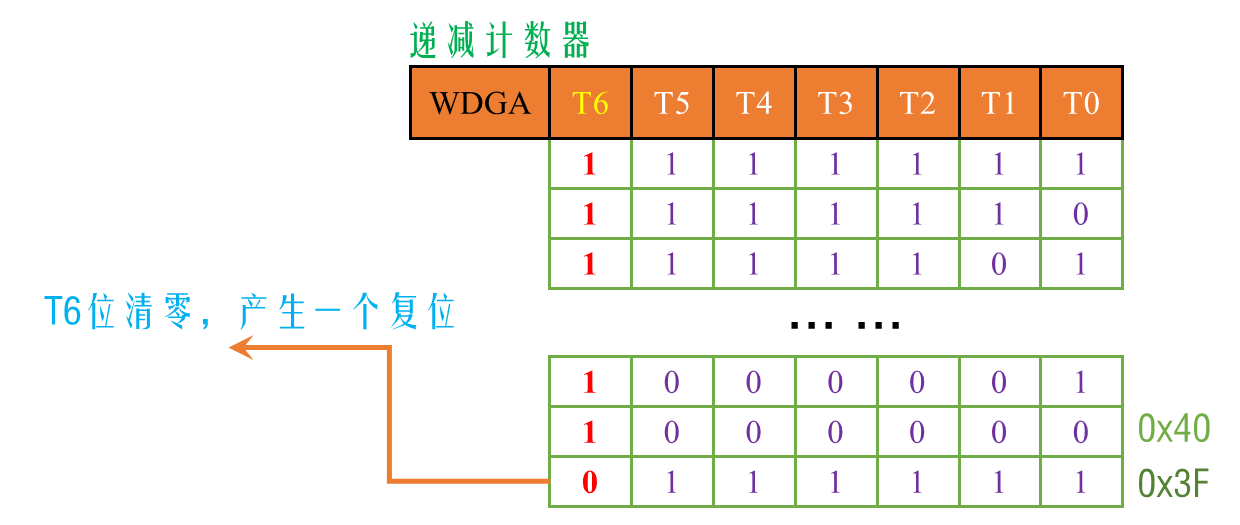 递减计数器
WDGA T6 T5 T4 T3 T2 T1 T0
1 1 1 1 1 1 1
1 1 1 1 1 1 0
1 1 1 1 1 0 1
T6位清零，产生一个复位
... ...
1 0 0 0 0 0 1
1 0 0 0 0 0 0 0x40
0 1 1 1 1 1 1 0x3F